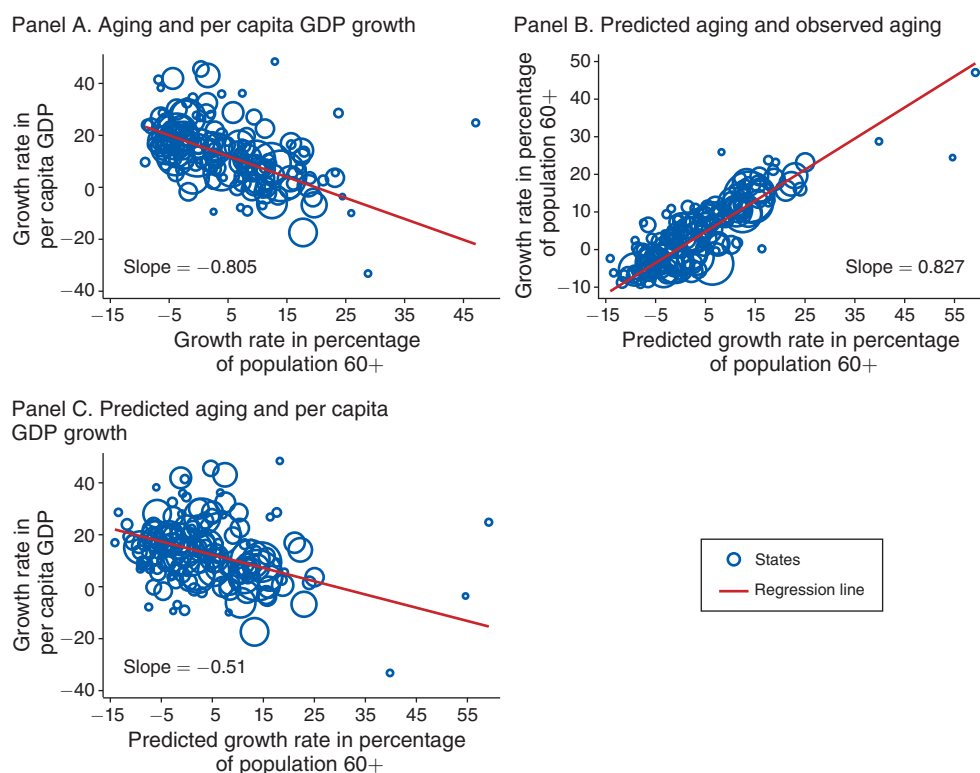 Panel A. Aging and per capita GDP growth
Growth rate in
per capita GDP
40
20
0
−20
−40
Slope = −0.805
−15 −5 5 15 25 35 45
Growth rate in percentage
of population 60+
Panel B. Predicted aging and observed aging
Growth rate in percentage
of population 60+
50
40
30
20
10
0
−10
Slope = 0.827
−15 −5 5 15 25 35 45 55
Predicted growth rate in percentage
of population 60+
Panel C. Predicted aging and per capita
GDP growth
Growth rate in
per capita GDP
40
20
0
−20
−40
Slope = −0.51
−15 −5 5 15 25 35 45 55
Predicted growth rate in percentage
of population 60+
States
Regression line